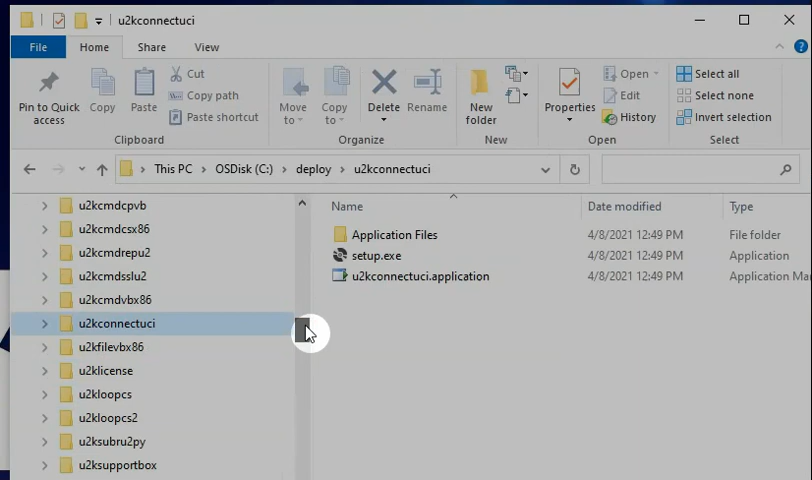 u2kconnectuci
File
Home
Share
View
Pin to Quick access
Copy
Paste
Cut
Copy path
Paste shortcut
Move to
Copy to
Delete
Rename
New folder
Properties
Open
Edit
History
Select all
Select none
Invert selection
Clipboard
Organize
New
Open
Select
This PC > OSDisk (C:) > deploy > u2kconnectuci
Name
Date modified
Type
u2kcmdcpvb
u2kcmdcsx86
u2kcmdrepu2
u2kcmdsslu2
u2kcmdvbx86
u2kconnectuci
u2kfilevbx86
u2klicense
u2kloopcs
u2kloopcs2
u2ksubru2py
u2ksupportbox
Application Files 4/8/2021 12:49 PM File folder
setup.exe 4/8/2021 12:49 PM Application
u2kconnectuci.application 4/8/2021 12:49 PM Application Ma